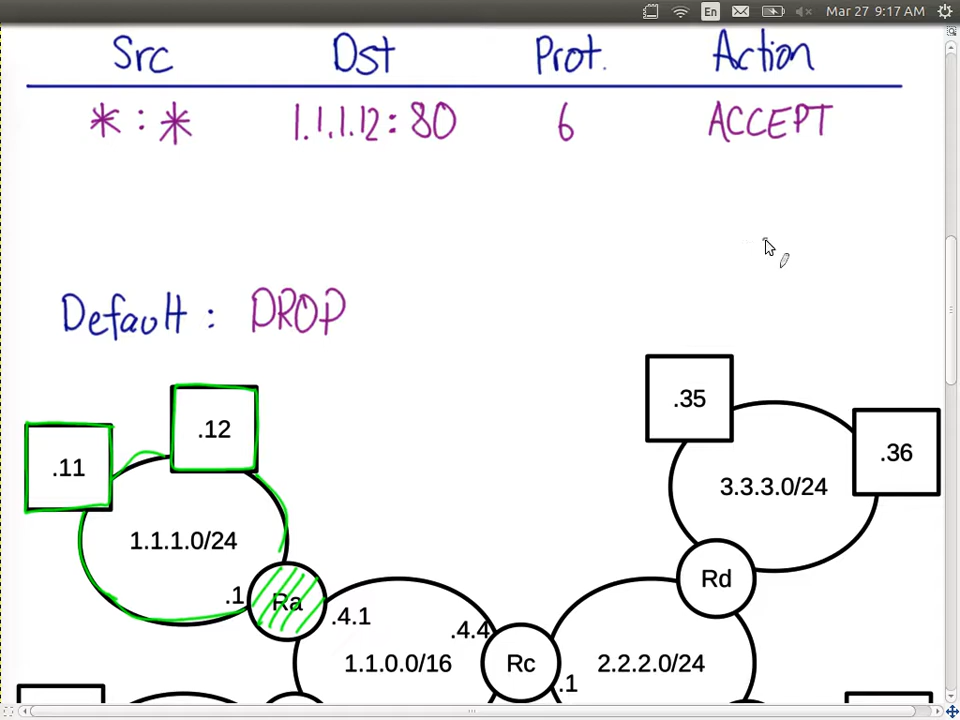 En Mar 27 9:17 AM
Src Dst Prot. Action
* : * 1.1.1.12 : 80 6 ACCEPT
Default : DROP
.35
.12
.36
.11
3.3.3.0/24
1.1.1.0/24
Rd
.1 Ra
.4.1
.4.4
1.1.0.0/16 Rc 2.2.2.0/24
.1